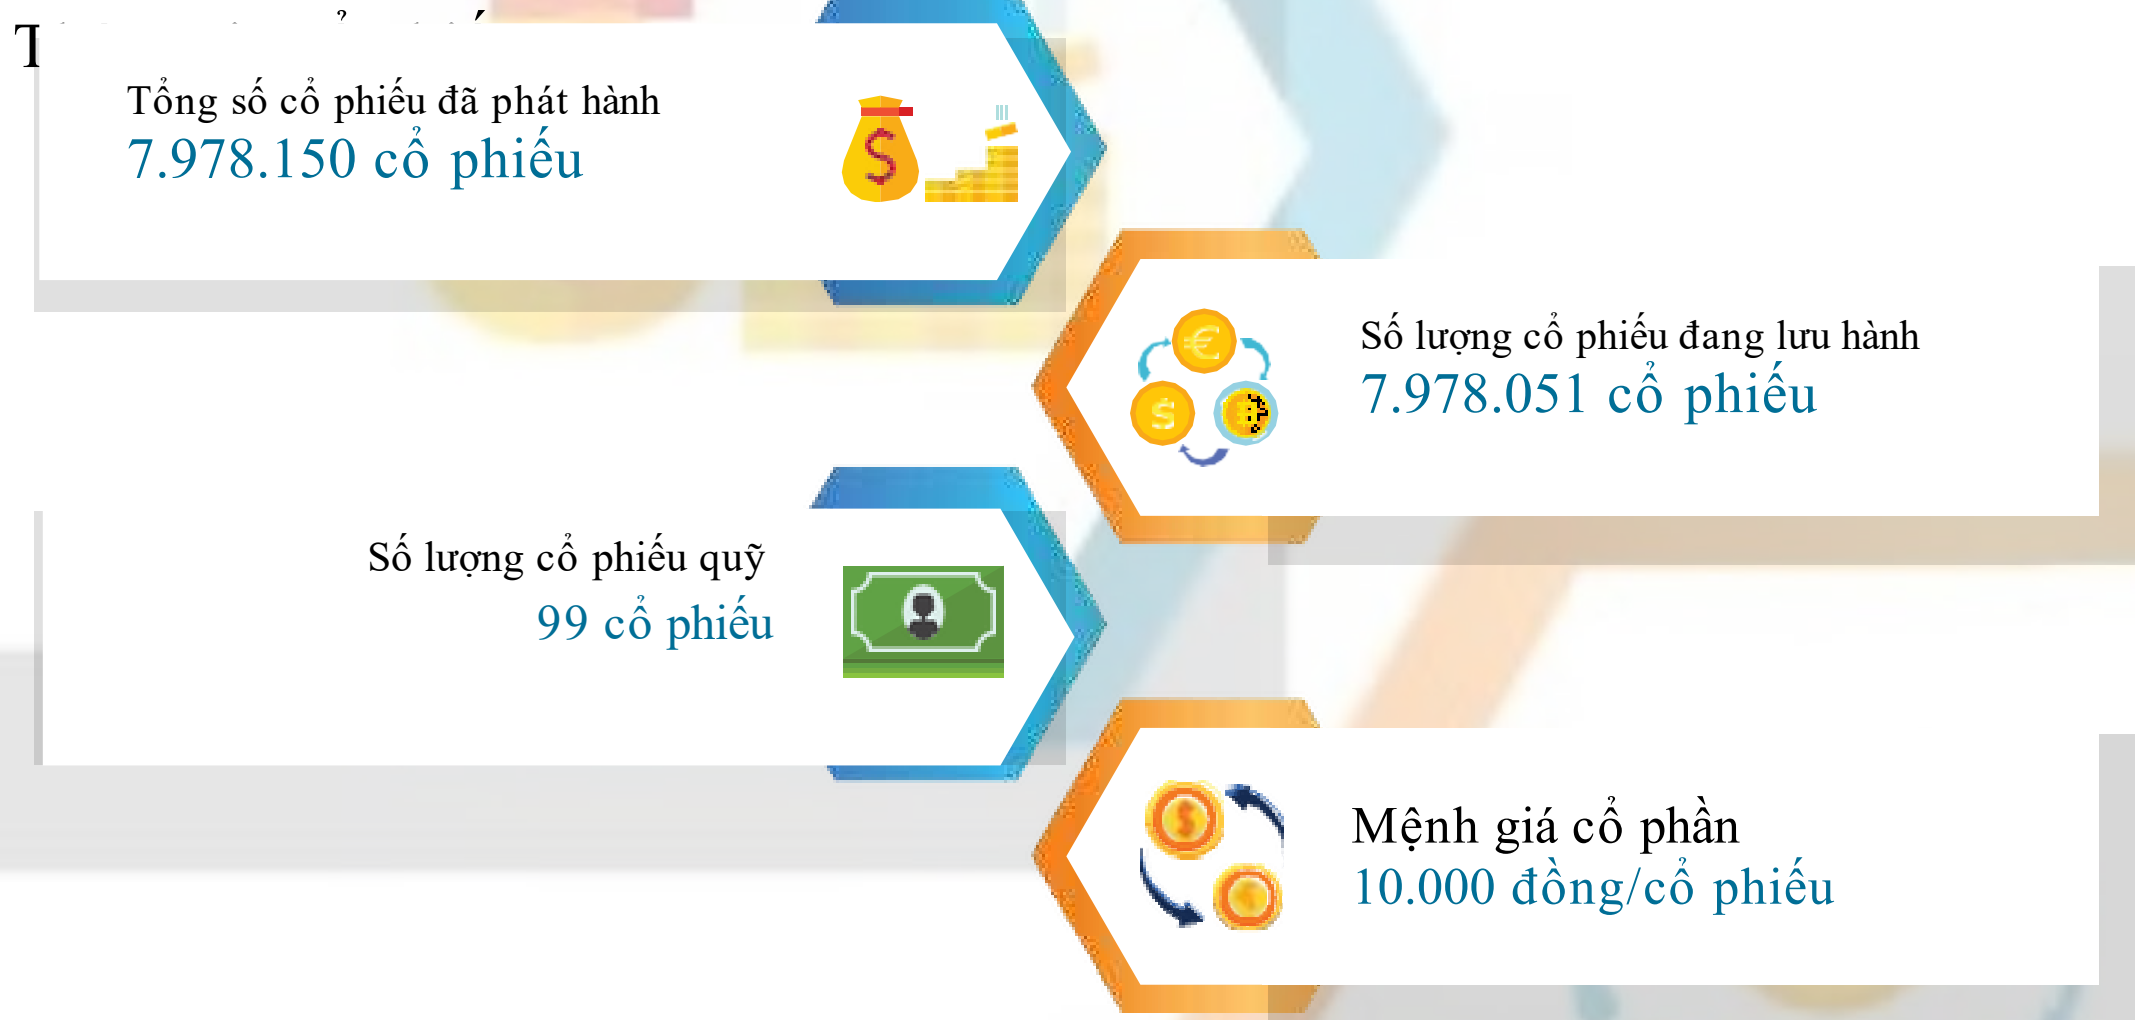 Tổng số cổ phiếu đã phát hành
7.978.150 cổ phiếu
Số lượng cổ phiếu đang lưu hành
7.978.051 cổ phiếu
Số lượng cổ phiếu quỹ
99 cổ phiếu
Mệnh giá cổ phần
10.000 đồng/cổ phiếu